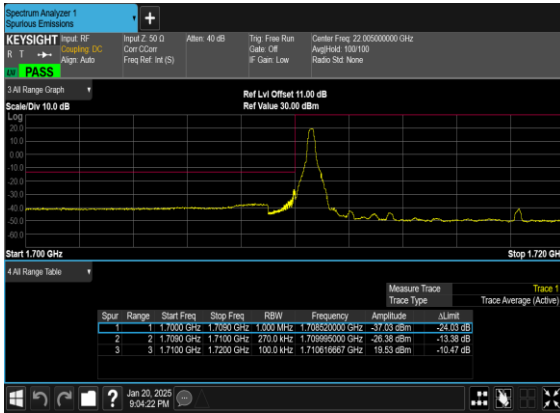 Spectrum Analyzer 1
Spurious Emissions
KEYSIGHT Input: RF Input Z: 50 Ω Atten: 40 dB Trig: Free Run Center Freq: 22.005000000 GHz
R T Coupling: DC Corr CCorr Gate: Off Avg|Hold: 100/100
Align: Auto Freq Ref: Int (S) IF Gain: Low Radio Std: None
PASS
3 All Range Graph
Ref Lvl Offset 11.00 dB
Scale/Div 10.0 dB Ref Value 30.00 dBm
Log
20.0
10.0
0.00
-10.0
-20.0
-30.0
-40.0
-50.0
-60.0
Start 1.700 GHz Stop 1.720 GHz
4 All Range Table
Measure Trace Trace 1
Trace Type Trace Average (Active)
Spur Range Start Freq Stop Freq RBW Frequency Amplitude ΔLimit
1 1 1.7000 GHz 1.7090 GHz 1.000 MHz 1.708520000 GHz -37.03 dBm -24.03 dB
2 2 1.7090 GHz 1.7100 GHz 270.0 kHz 1.709995000 GHz -26.38 dBm -13.38 dB
3 3 1.7100 GHz 1.7200 GHz 100.0 kHz 1.710616667 GHz 19.53 dBm -10.47 dB
Jan 20, 2025
9:04:22 PM